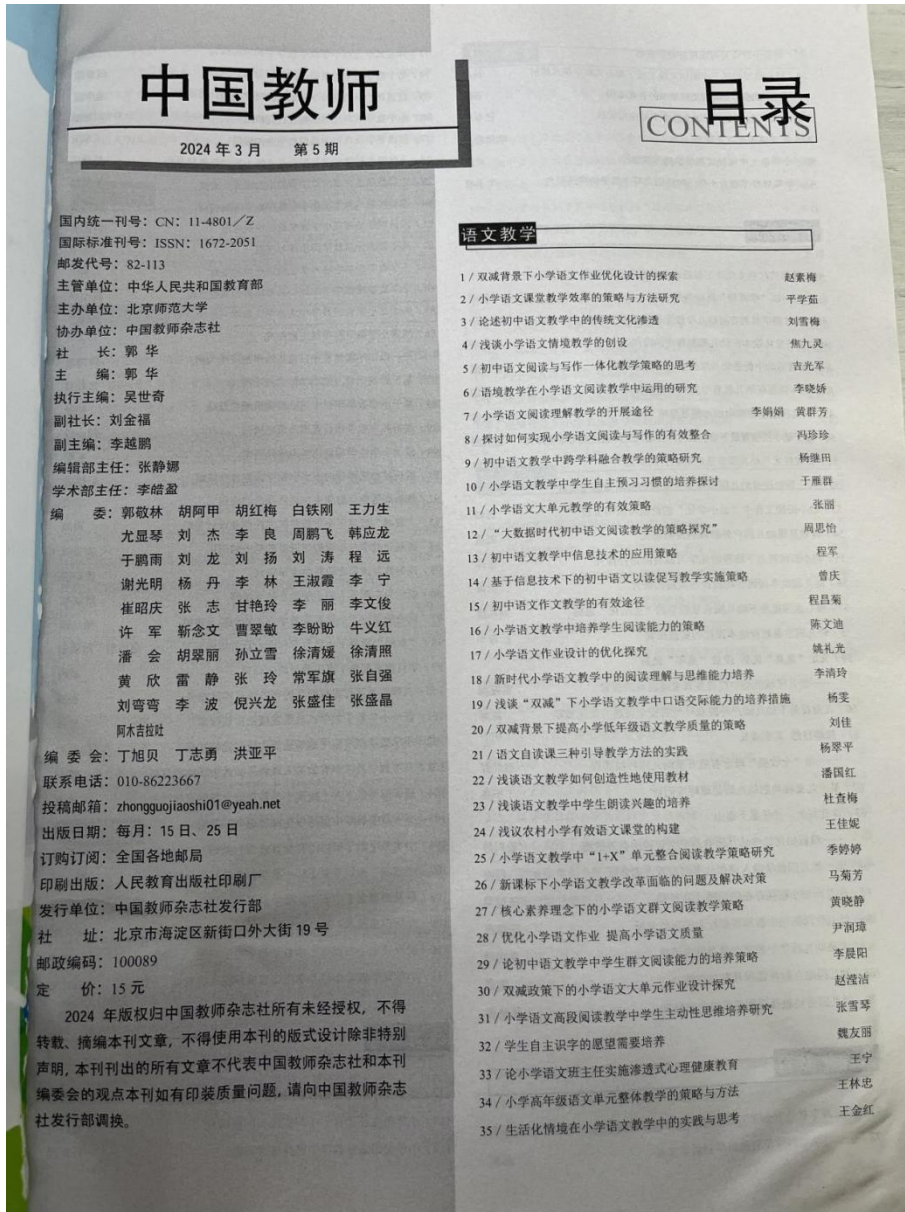 中国教师
2024 年 3 月 第 5 期
国内统一刊号：CN：11-4801／Z
国际标准刊号：ISSN：1672-2051
邮发代号：82-113
主管单位：中华人民共和国教育部
主办单位：北京师范大学
协办单位：中国教师杂志社
社 长：郭 华
主 编：郭 华
执行主编：吴世奇
副社长：刘金福
副主编：李越鹏
编辑部主任：张静娜
学术部主任：李皓盈
编 委：郭敬林 胡阿甲 胡红梅 白铁刚 王力生
尤显琴 刘 杰 李 良 周鹏飞 韩应龙
于鹏雨 刘 龙 刘 扬 刘 涛 程 远
谢光明 杨 丹 李 林 王淑霞 李 宁
崔昭庆 张 志 甘艳玲 李 丽 李文俊
许 军 靳念文 曹翠敏 李盼盼 牛义红
潘 会 胡翠丽 孙立雪 徐清媛 徐清照
黄 欣 雷 静 张 玲 常军旗 张自强
刘弯弯 李 波 倪兴龙 张盛佳 张盛晶
阿木古拉吐
编 委 会：丁旭贝 丁志勇 洪亚平
联系电话：010-86223667
投稿邮箱：zhongguojiaoshi01@yeah.net
出版日期：每月：15 日、25 日
订购订阅：全国各地邮局
印刷出版：人民教育出版社印刷厂
发行单位：中国教师杂志社发行部
社 址：北京市海淀区新街口外大街 19 号
邮政编码：100089
定 价：15 元
2024 年版权归中国教师杂志社所有未经授权，不得
转载、摘编本刊文章，不得使用本刊的版式设计除非特别
声明，本刊刊出的所有文章不代表中国教师杂志社和本刊
编委会的观点本刊如有印装质量问题，请向中国教师杂志
社发行部调换。
目录
CONTENTS
语文教学
1 / 双减背景下小学语文作业优化设计的探索 赵素梅
2 / 小学语文课堂教学效率的策略与方法研究 平学茹
3 / 论述初中语文教学中的传统文化渗透 刘雪梅
4 / 浅谈小学语文情境教学的创设 焦九灵
5 / 初中语文阅读与写作一体化教学策略的思考 吉光军
6 / 语境教学在小学语文阅读教学中运用的研究 李晓娇
7 / 小学语文阅读理解教学的开展途径 李娟娟 黄群芳
8 / 探讨如何实现小学语文阅读与写作的有效整合 冯珍珍
9 / 初中语文教学中跨学科融合教学的策略研究 杨继田
10 / 小学语文教学中学生自主预习习惯的培养探讨 于雁群
11 / 小学语文大单元教学的有效策略 张丽
12 / “大数据时代初中语文阅读教学的策略探究” 周思怡
13 / 初中语文教学中信息技术的应用策略 程军
14 / 基于信息技术下的初中语文以读促写教学实施策略 曾庆
15 / 初中语文作文教学的有效途径 程昌菊
16 / 小学语文教学中培养学生阅读能力的策略 陈文迪
17 / 小学语文作业设计的优化探究 姚礼光
18 / 新时代小学语文教学中的阅读理解与思维能力培养 李清玲
19 / 浅谈“双减”下小学语文教学中口语交际能力的培养措施 杨雯
20 / 双减背景下提高小学低年级语文教学质量的策略 刘佳
21 / 语文自读课三种引导教学方法的实践 杨翠平
22 / 浅谈语文教学如何创造性地使用教材 潘国红
23 / 浅谈语文教学中学生朗读兴趣的培养 杜查梅
24 / 浅议农村小学有效语文课堂的构建 王佳妮
25 / 小学语文教学中“1+X”单元整合阅读教学策略研究 季婷婷
26 / 新课标下小学语文教学改革面临的问题及解决对策 马菊芳
27 / 核心素养理念下的小学语文群文阅读教学策略 黄晓静
28 / 优化小学语文作业 提高小学语文质量 尹润璋
29 / 论初中语文教学中学生群文阅读能力的培养策略 李晨阳
30 / 双减政策下的小学语文大单元作业设计探究 赵滢洁
31 / 小学语文高段阅读教学中学生主动性思维培养研究 张雪琴
32 / 学生自主识字的愿望需要培养 魏友丽
33 / 论小学语文班主任实施渗透式心理健康教育 王宁
34 / 小学高年级语文单元整体教学的策略与方法 王林忠
35 / 生活化情境在小学语文教学中的实践与思考 王金红